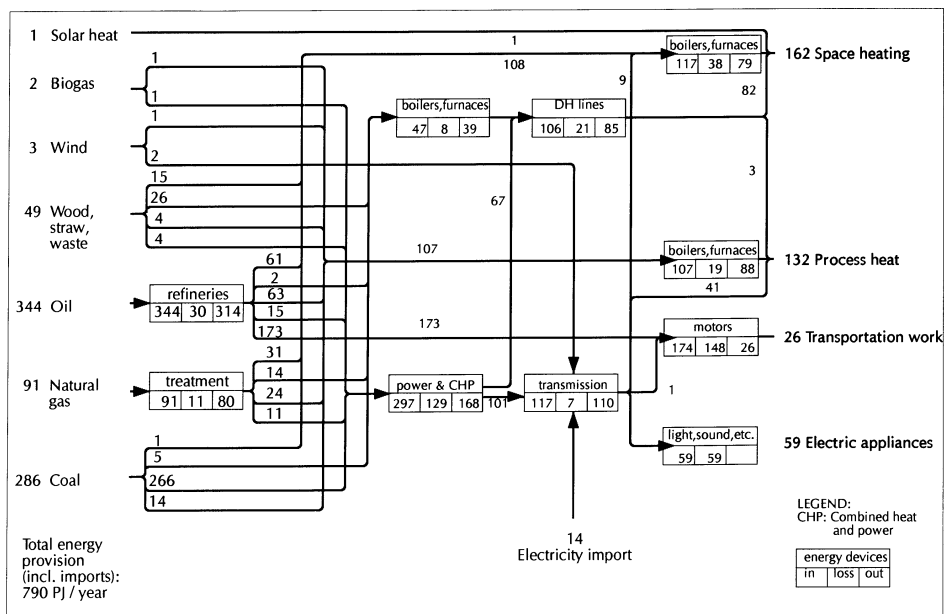 1 Solar heat
1
boilers,furnaces
117 38 79
162 Space heating
108
1
2 Biogas
1
9
82
boilers,furnaces
47 8 39
DH lines
106 21 85
1
3 Wind
2
15
3
26
67
49 Wood,
straw,
waste
4
4
107
boilers,furnaces
107 19 88
132 Process heat
61
2
41
refineries
344 30 314
344 Oil
63
15
173
173
motors
174 148 26
26 Transportation work
31
14
91 Natural
gas
treatment
91 11 80
24
11
power & CHP
297 129 168
101
transmission
117 7 110
1
1
5
light,sound,etc.
59 59
59 Electric appliances
286 Coal
266
14
LEGEND:
CHP: Combined heat
and power
14
Electricity import
Total energy
provision
(incl. imports):
790 PJ / year
energy devices
in loss out